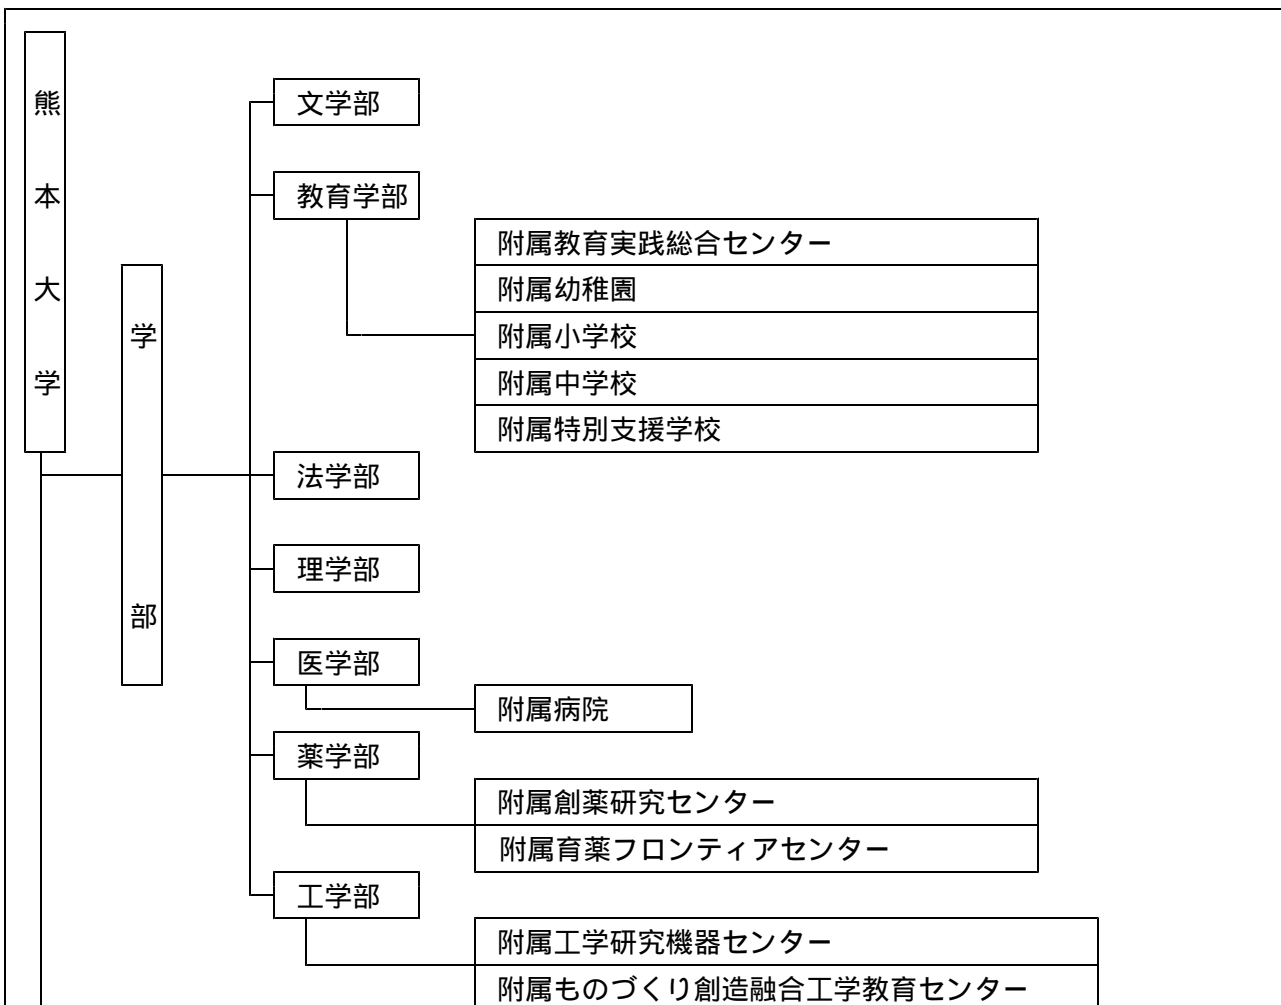 熊本大学
学部
文学部
教育学部
附属教育実践総合センター
附属幼稚園
附属小学校
附属中学校
附属特別支援学校
法学部
理学部
医学部
附属病院
薬学部
附属創薬研究センター
附属育薬フロンティアセンター
工学部
附属工学研究機器センター
附属ものづくり創造融合工学教育センター